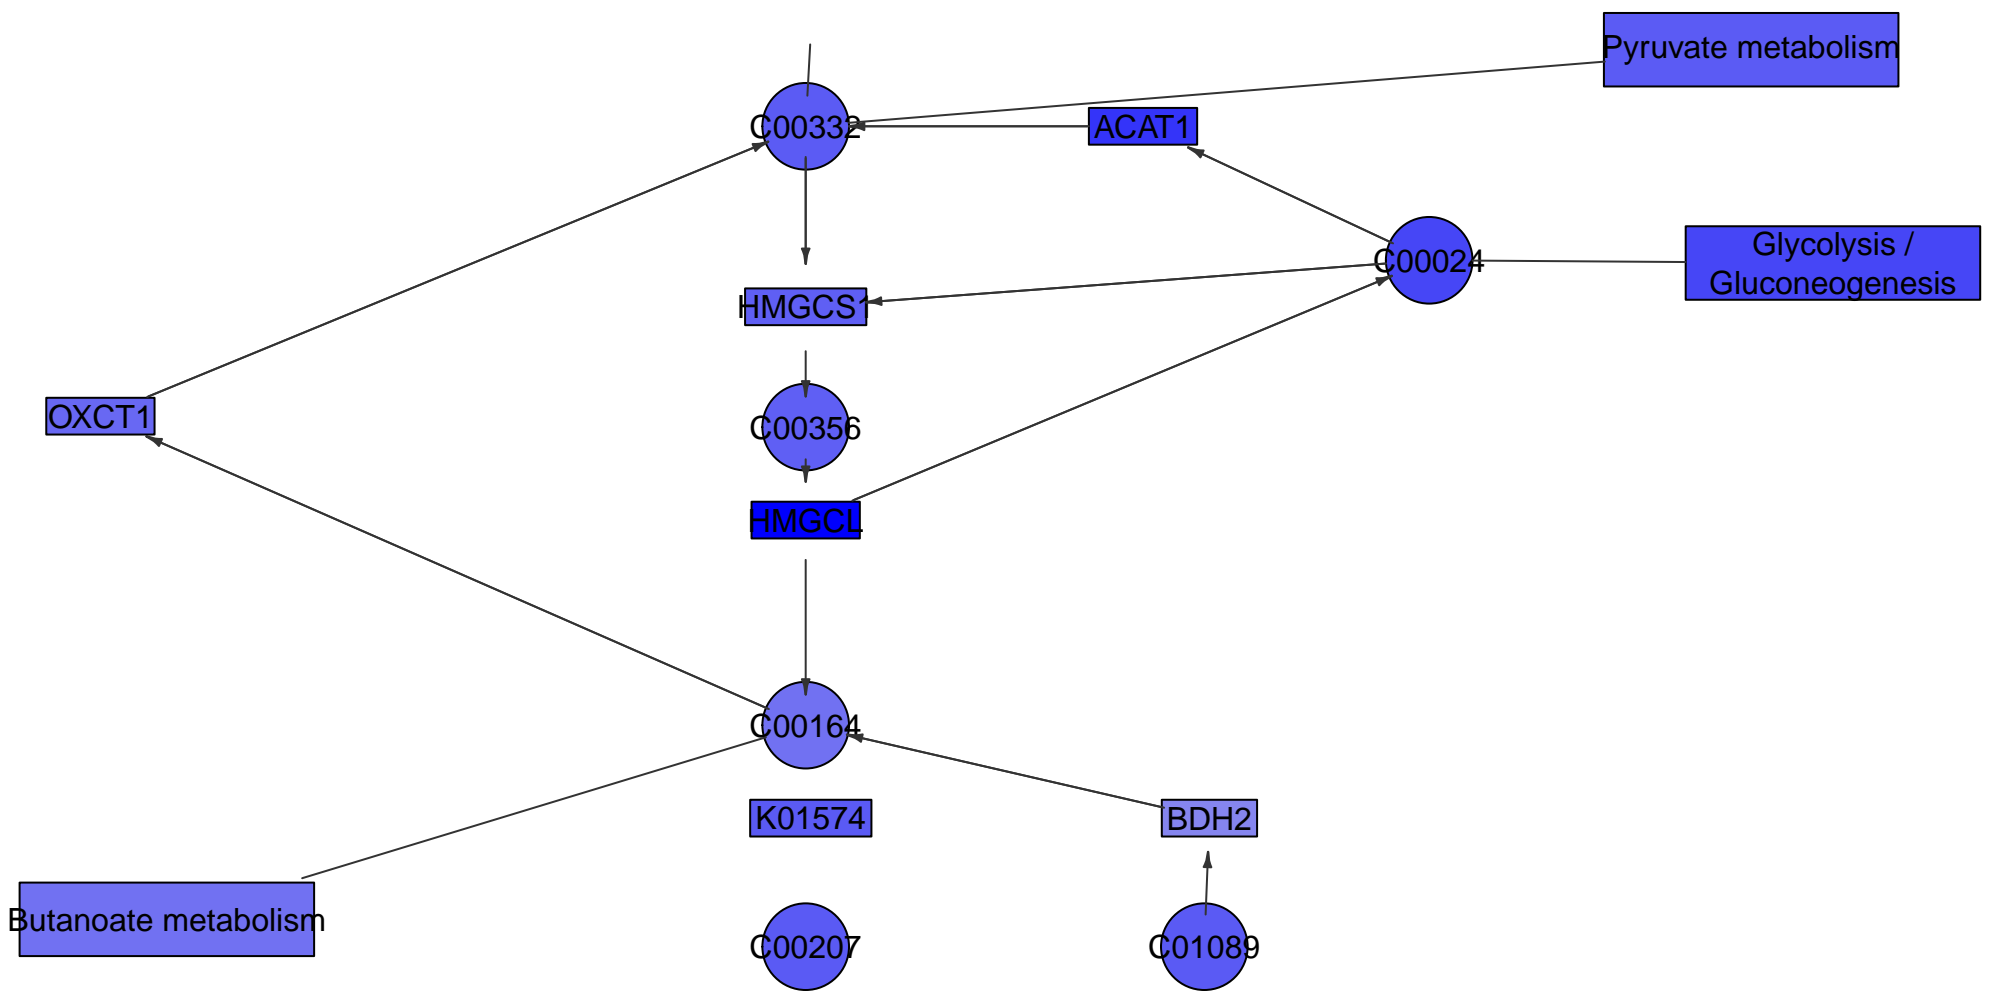 Pyruvate metabolism
C00332
ACAT1
Glycolysis /
Gluconeogenesis
C00024
HMGCS1
OXCT1
C00356
HMGCL
C00164
K01574
BDH2
Butanoate metabolism
C00207
C01089